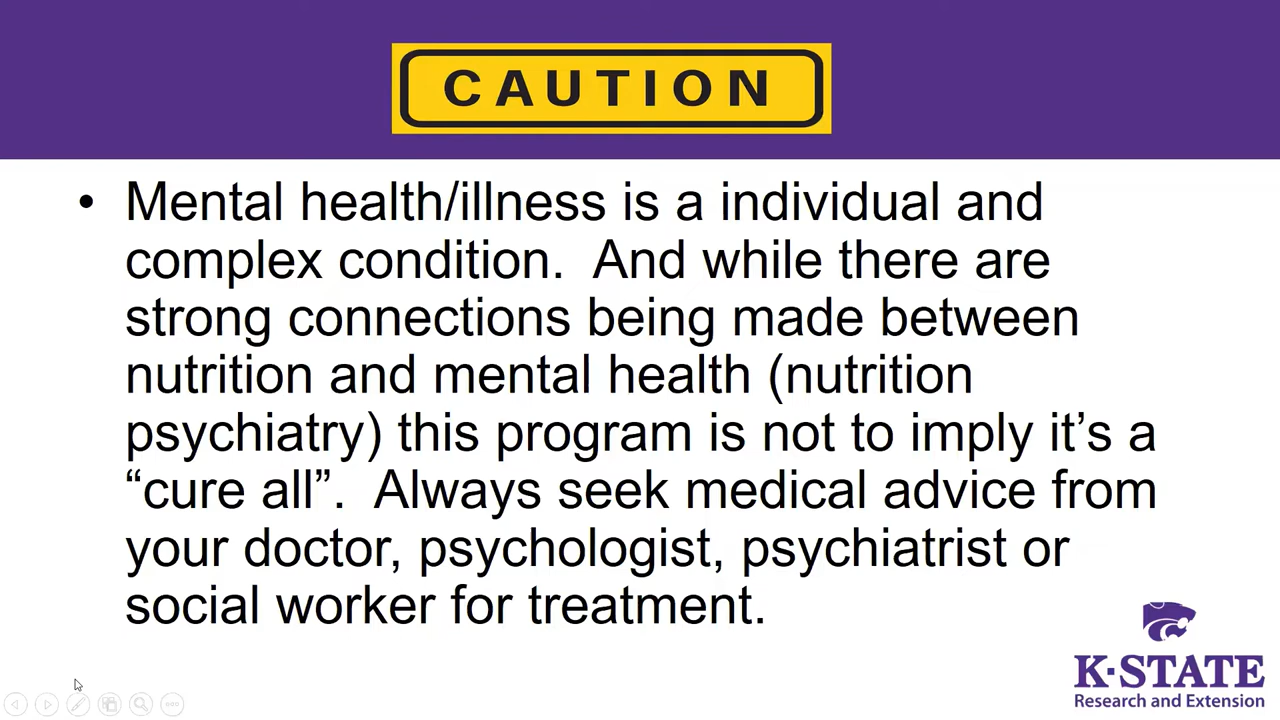 CAUTION
• Mental health/illness is a individual and
complex condition.  And while there are
strong connections being made between
nutrition and mental health (nutrition
psychiatry) this program is not to imply it’s a
“cure all”.  Always seek medical advice from
your doctor, psychologist, psychiatrist or
social worker for treatment.
K-STATE
Research and Extension